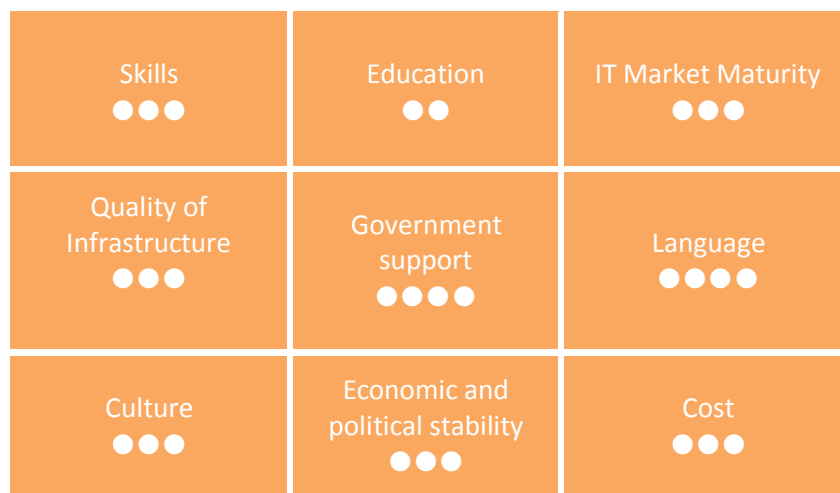 Skills
Education
IT Market Maturity
Quality of
Infrastructure
Government
support
Language
Culture
Economic and
political stability
Cost